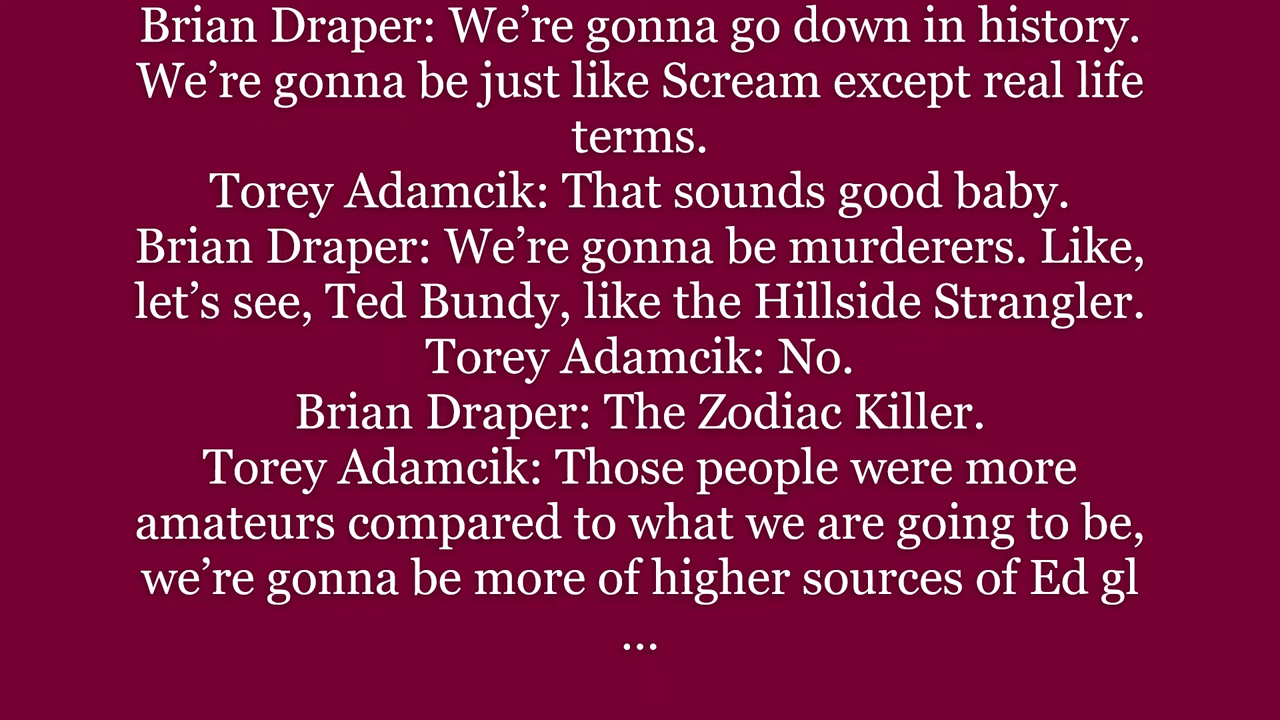 Brian Draper: We’re gonna go down in history.
We’re gonna be just like Scream except real life
terms.
Torey Adamcik: That sounds good baby.
Brian Draper: We’re gonna be murderers. Like,
let’s see, Ted Bundy, like the Hillside Strangler.
Torey Adamcik: No.
Brian Draper: The Zodiac Killer.
Torey Adamcik: Those people were more
amateurs compared to what we are going to be,
we’re gonna be more of higher sources of Ed gl
...